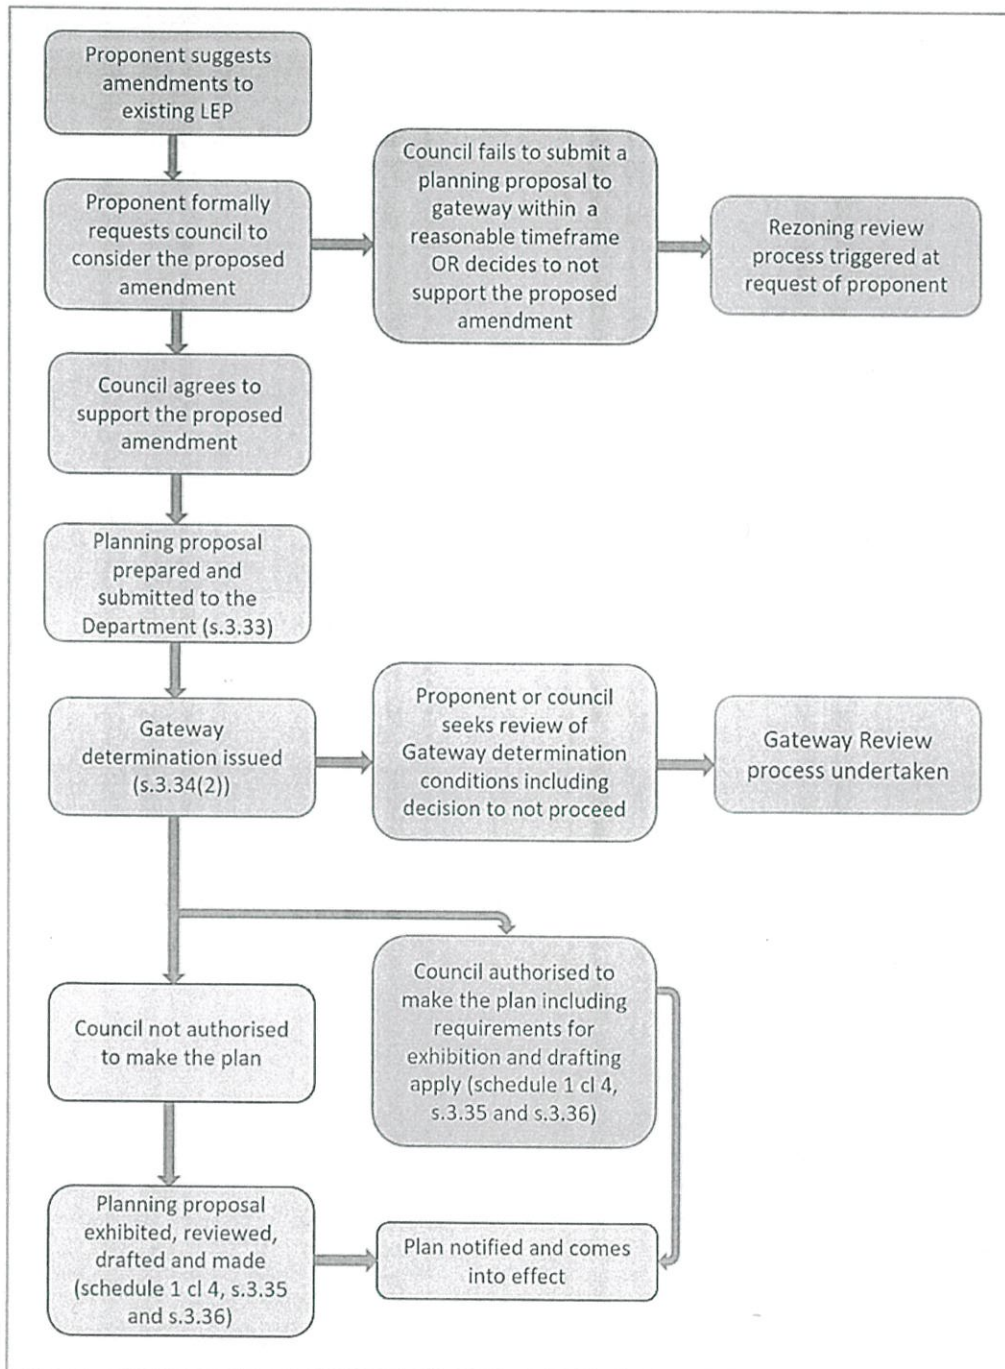 Proponent suggests
amendments to
existing LEP
Proponent formally
requests council to
consider the proposed
amendment
Council fails to submit a
planning proposal to
gateway within a
reasonable timeframe
OR decides to not
support the proposed
amendment
Rezoning review
process triggered at
request of proponent
Council agrees to
support the proposed
amendment
Planning proposal
prepared and
submitted to the
Department (s.3.33)
Gateway
determination issued
(s.3.34(2))
Proponent or council
seeks review of
Gateway determination
conditions including
decision to not proceed
Gateway Review
process undertaken
Council not authorised
to make the plan
Council authorised to
make the plan including
requirements for
exhibition and drafting
apply (schedule 1 cl 4,
s.3.35 and s.3.36)
Planning proposal
exhibited, reviewed,
drafted and made
(schedule 1 cl 4, s.3.35
and s.3.36)
Plan notified and comes
into effect